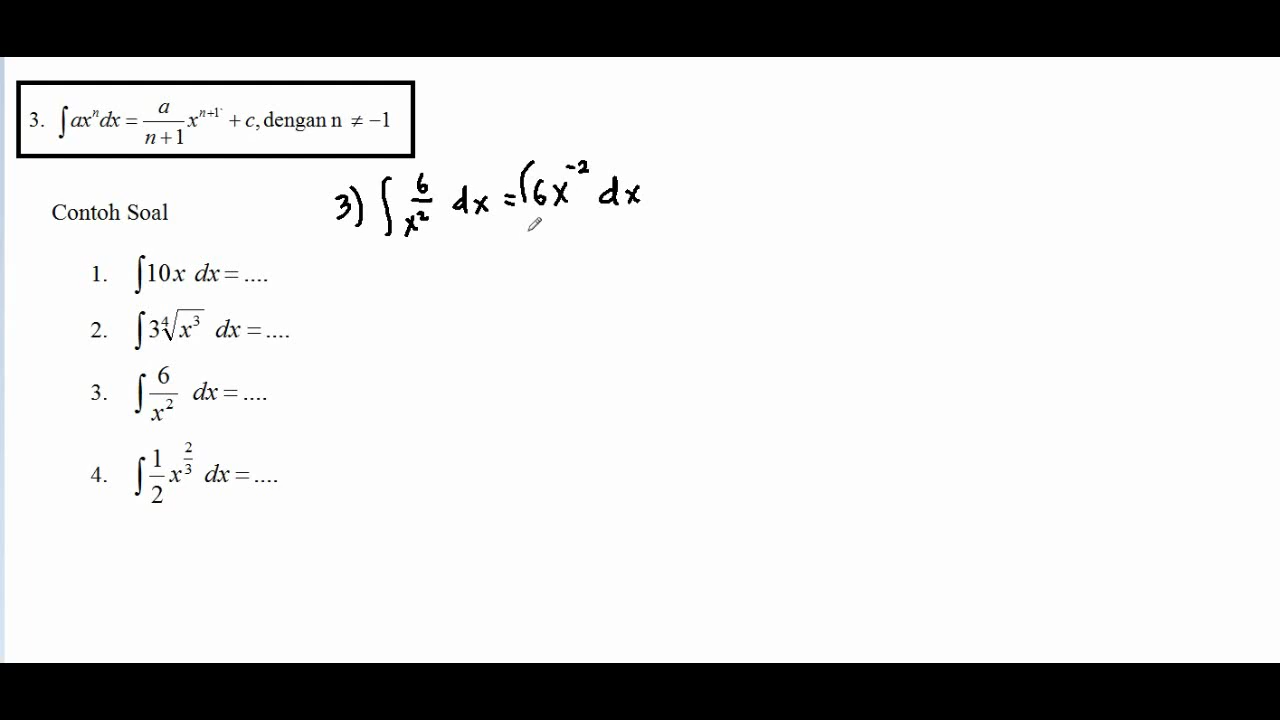 3. ∫axⁿdx = a/(n+1) xⁿ⁺¹ + c, dengan n ≠ −1
3) ∫ 6/x² dx = ∫6x⁻² dx
Contoh Soal
1. ∫10x dx = ....
2. ∫3∜x³ dx = ....
3. ∫ 6/x² dx = ....
4. ∫ 1/2 x^(2/3) dx = ....